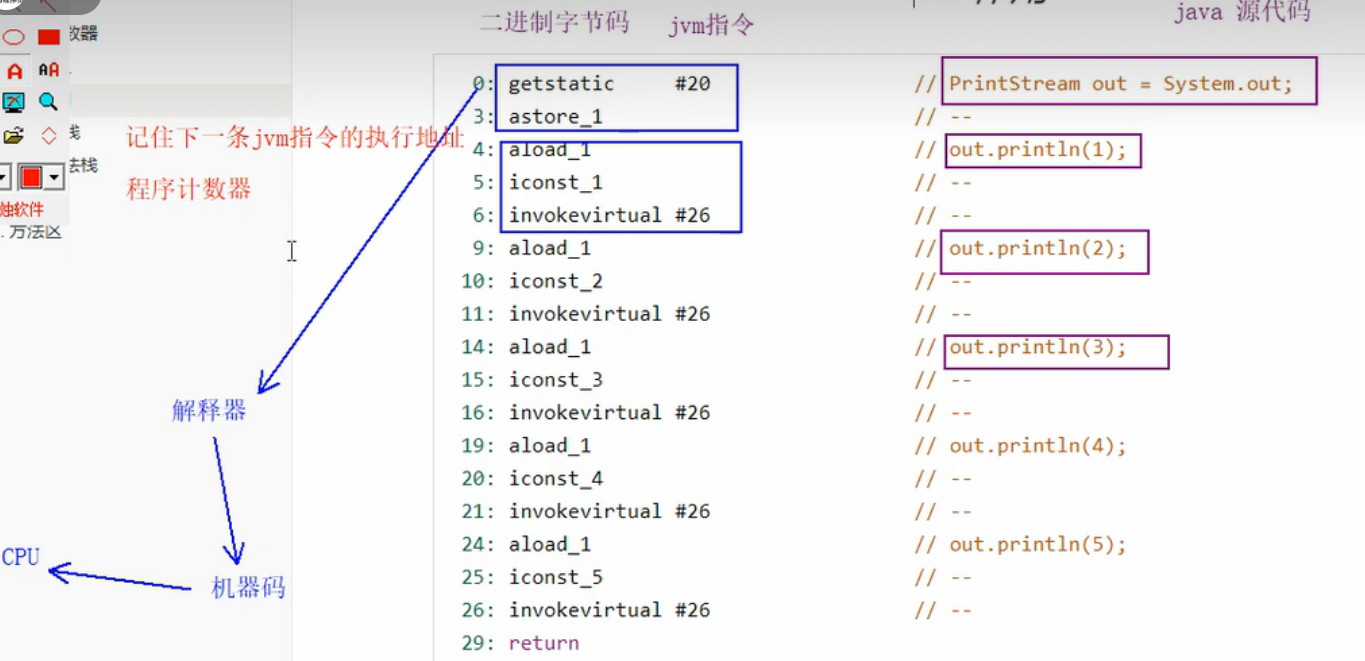 二进制字节码 jvm指令 java 源代码
数器
AA
A
栈
法栈
烛软件
. 方法区
记住下一条jvm指令的执行地址
程序计数器
0: getstatic #20 // PrintStream out = System.out;
3: astore_1 // --
4: aload_1 // out.println(1);
5: iconst_1 // --
6: invokevirtual #26 // --
9: aload_1 // out.println(2);
10: iconst_2 // --
11: invokevirtual #26 // --
14: aload_1 // out.println(3);
15: iconst_3 // --
16: invokevirtual #26 // --
19: aload_1 // out.println(4);
20: iconst_4 // --
21: invokevirtual #26 // --
24: aload_1 // out.println(5);
25: iconst_5 // --
26: invokevirtual #26 // --
29: return
解释器
机器码
CPU